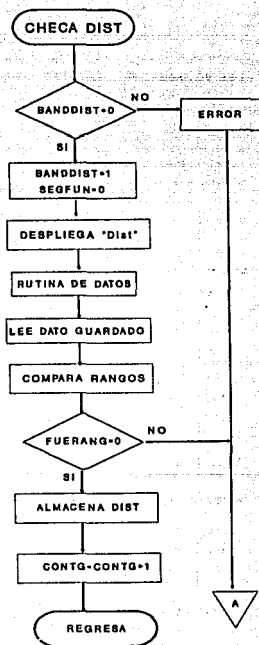 CHECA DIST
BANDDIST=0
NO
ERROR
SI
BANDDIST=1
SEGFUN=0
DESPLIEGA "Dist"
RUTINA DE DATOS
LEE DATO GUARDADO
COMPARA RANGOS
FUERANG=0
NO
SI
ALMACENA DIST
CONTG=CONTG+1
REGRESA
A